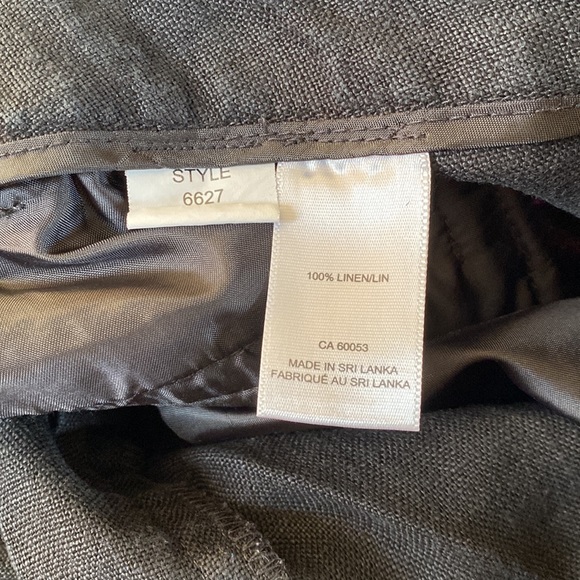 STYLE
6627
100% LINEN/LIN
CA 60053
MADE IN SRI LANKA
FABRIQUÉ AU SRI LANKA